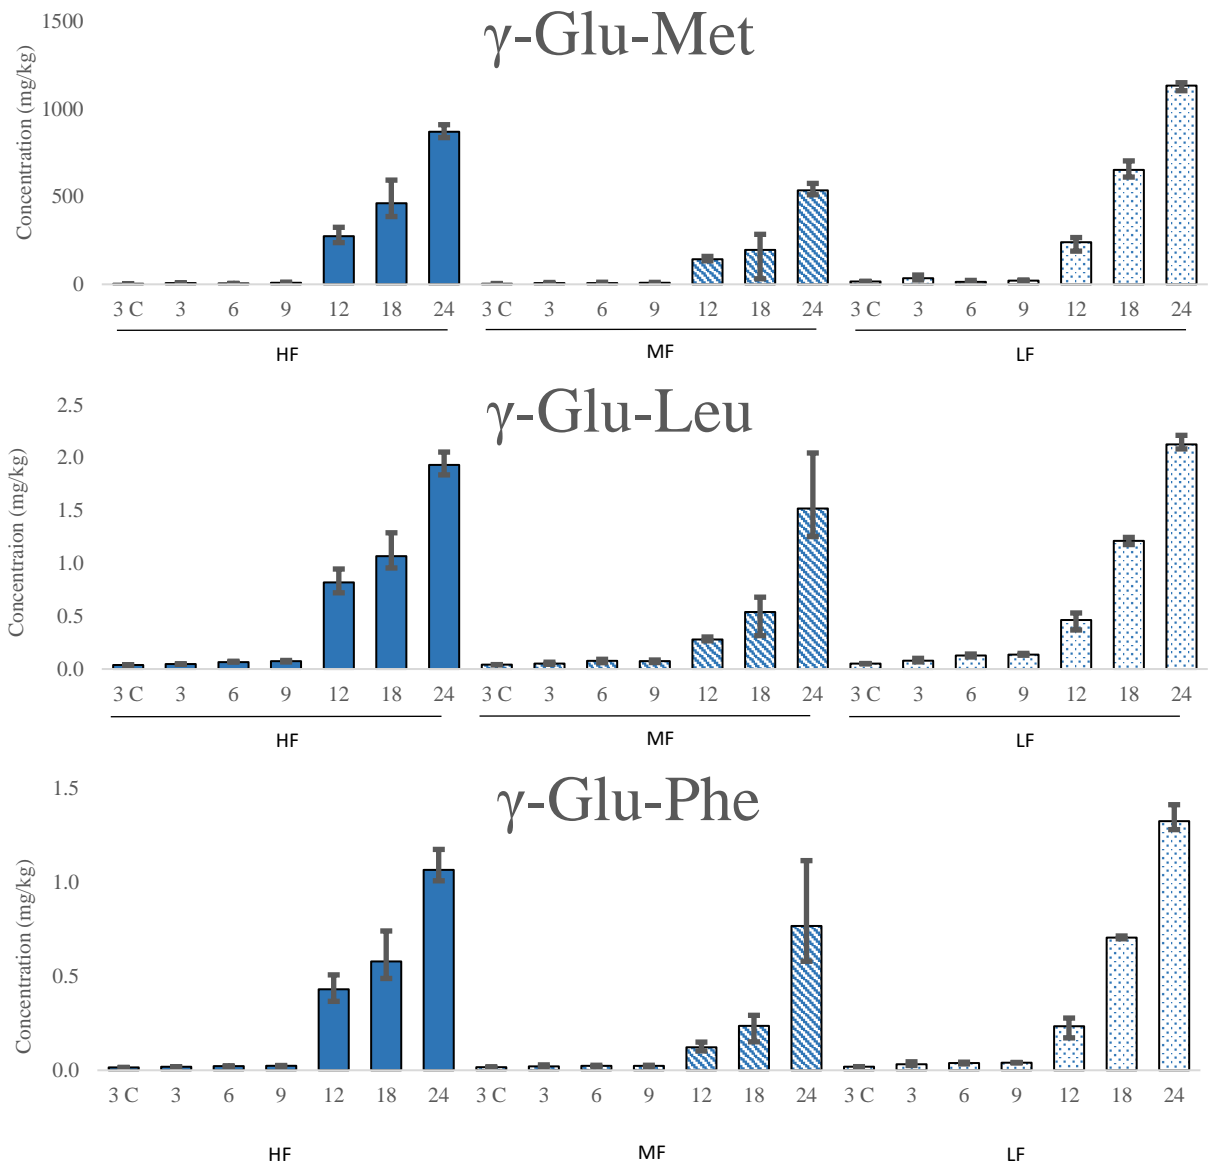 γ-Glu-Met
Concentration (mg/kg)
1500
1000
500
0
3 C 3 6 9 12 18 24 3 C 3 6 9 12 18 24 3 C 3 6 9 12 18 24
HF MF LF
γ-Glu-Leu
Concentraion (mg/kg)
2.5
2.0
1.5
1.0
0.5
0.0
3 C 3 6 9 12 18 24 3 C 3 6 9 12 18 24 3 C 3 6 9 12 18 24
HF MF LF
γ-Glu-Phe
Concentration (mg/kg)
1.5
1.0
0.5
0.0
3 C 3 6 9 12 18 24 3 C 3 6 9 12 18 24 3 C 3 6 9 12 18 24
HF MF LF